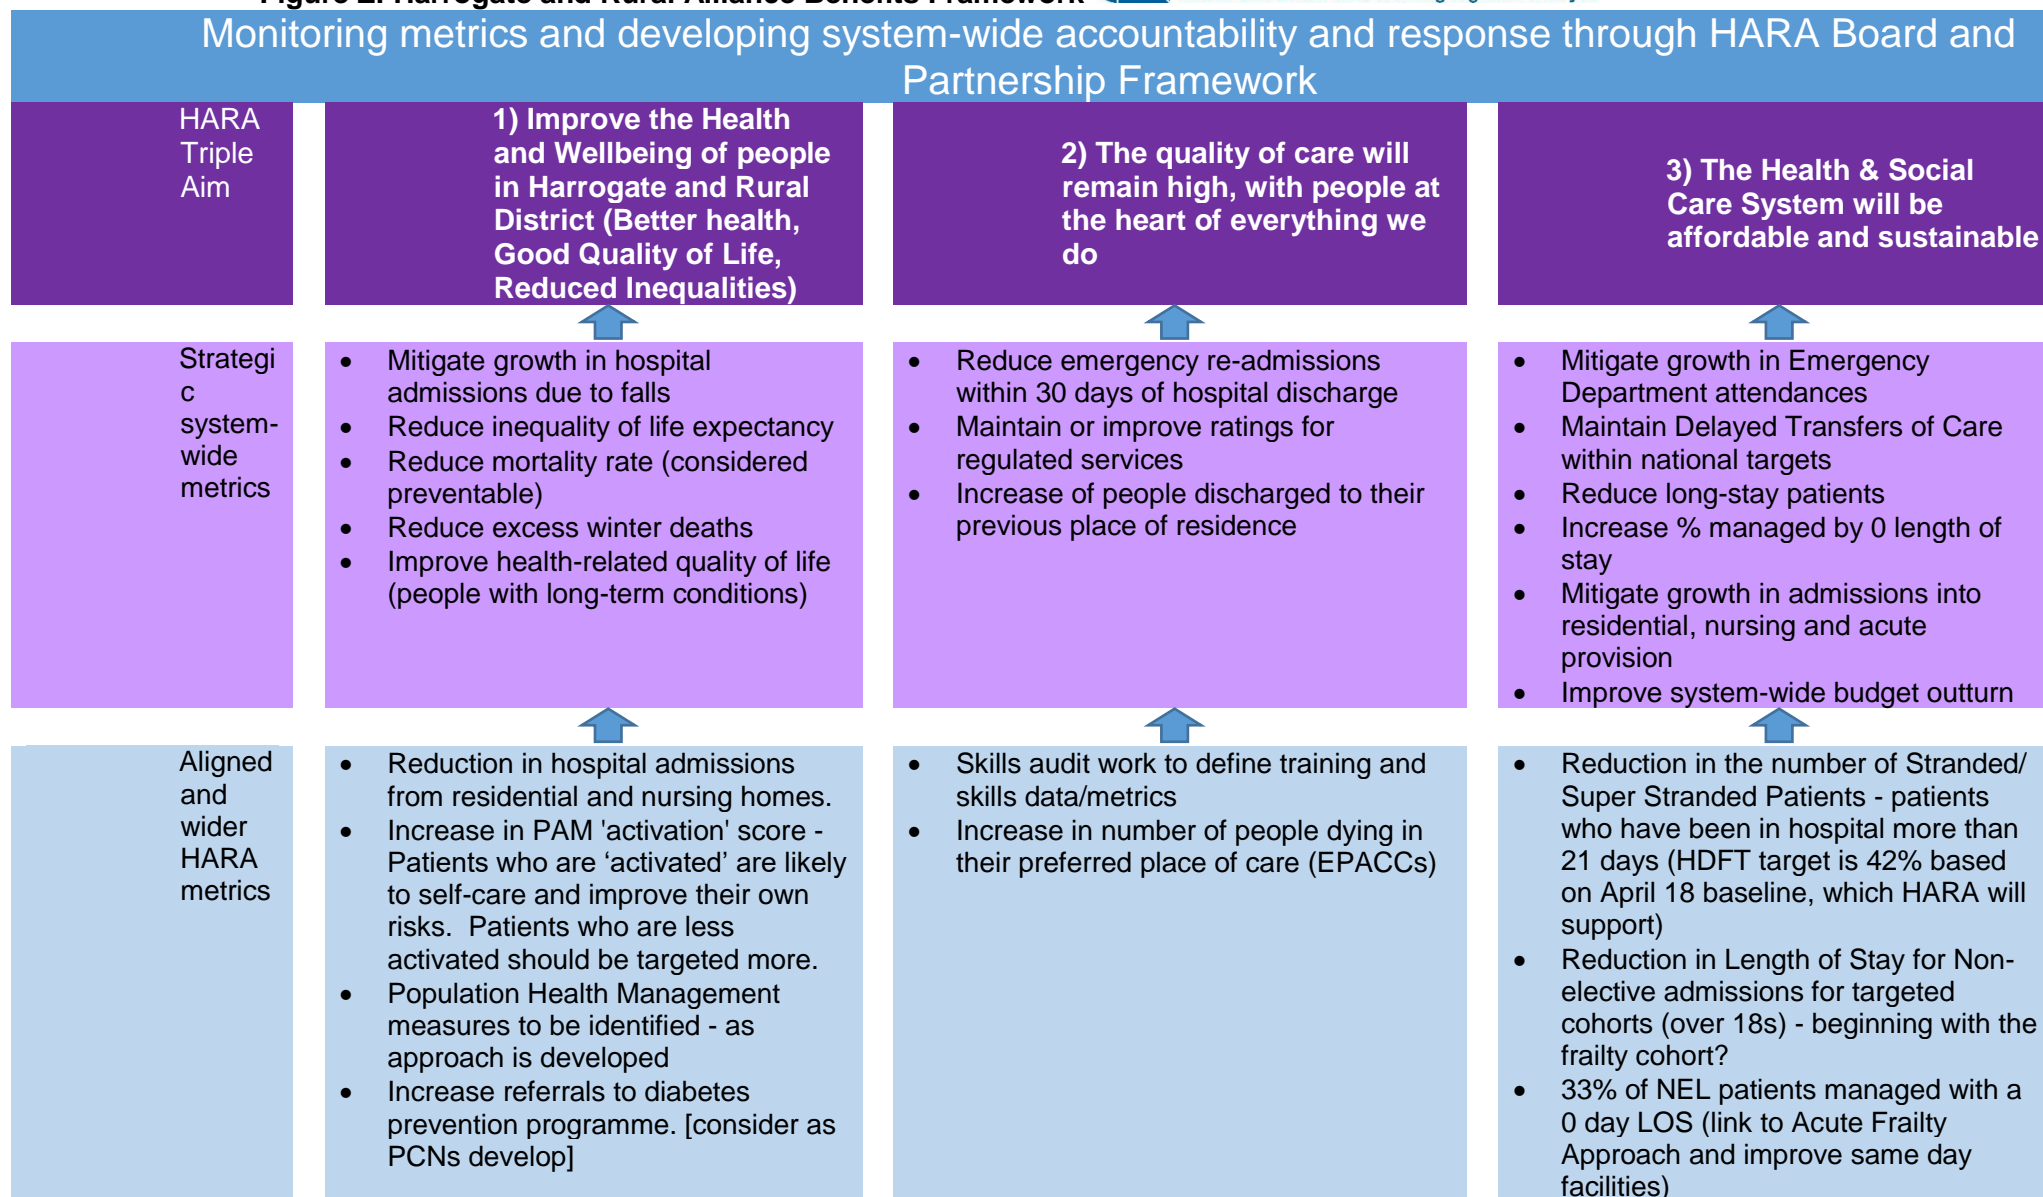 Figure 2. Harrogate and Rural Alliance Benefits Framework
Monitoring metrics and developing system-wide accountability and response through HARA Board and
Partnership Framework
HARA
Triple
Aim
1) Improve the Health
and Wellbeing of people
in Harrogate and Rural
District (Better health,
Good Quality of Life,
Reduced Inequalities)
2) The quality of care will
remain high, with people at
the heart of everything we
do
3) The Health & Social
Care System will be
affordable and sustainable
Strategi
c
system-
wide
metrics
• Mitigate growth in hospital
admissions due to falls
• Reduce inequality of life expectancy
• Reduce mortality rate (considered
preventable)
• Reduce excess winter deaths
• Improve health-related quality of life
(people with long-term conditions)
• Reduce emergency re-admissions
within 30 days of hospital discharge
• Maintain or improve ratings for
regulated services
• Increase of people discharged to their
previous place of residence
• Mitigate growth in Emergency
Department attendances
• Maintain Delayed Transfers of Care
within national targets
• Reduce long-stay patients
• Increase % managed by 0 length of
stay
• Mitigate growth in admissions into
residential, nursing and acute
provision
• Improve system-wide budget outturn
Aligned
and
wider
HARA
metrics
• Reduction in hospital admissions
from residential and nursing homes.
• Increase in PAM 'activation' score -
Patients who are ‘activated’ are likely
to self-care and improve their own
risks. Patients who are less
activated should be targeted more.
• Population Health Management
measures to be identified - as
approach is developed
• Increase referrals to diabetes
prevention programme. [consider as
PCNs develop]
• Skills audit work to define training and
skills data/metrics
• Increase in number of people dying in
their preferred place of care (EPACCs)
• Reduction in the number of Stranded/
Super Stranded Patients - patients
who have been in hospital more than
21 days (HDFT target is 42% based
on April 18 baseline, which HARA will
support)
• Reduction in Length of Stay for Non-
elective admissions for targeted
cohorts (over 18s) - beginning with the
frailty cohort?
• 33% of NEL patients managed with a
0 day LOS (link to Acute Frailty
Approach and improve same day
facilities)